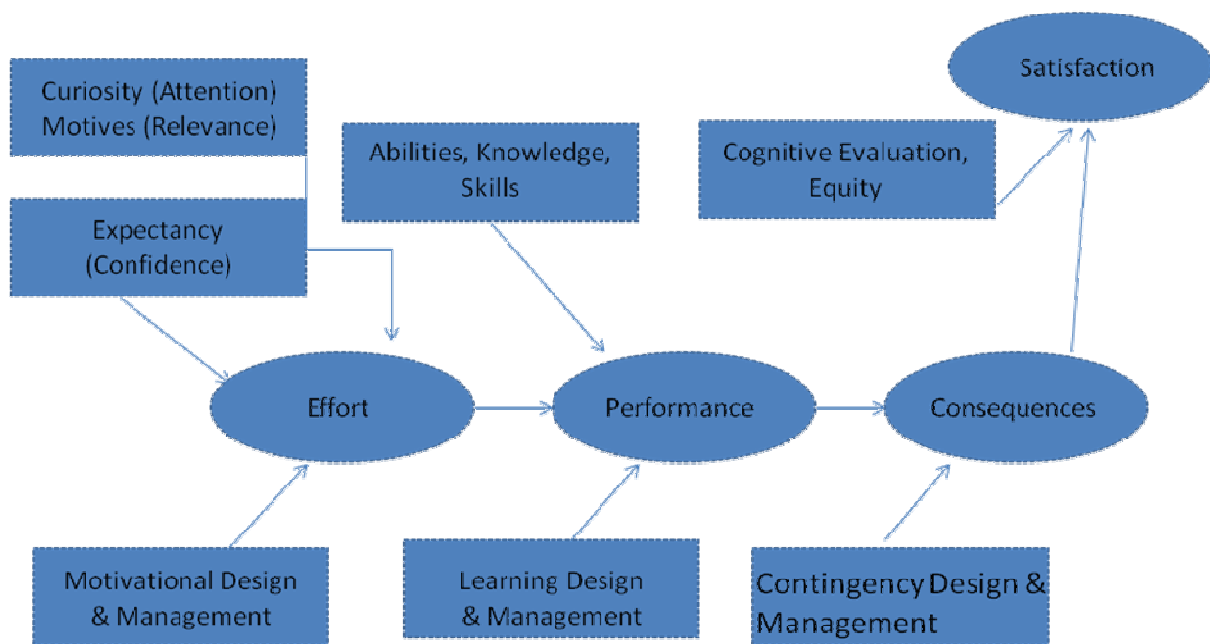 Satisfaction
Curiosity (Attention)
Motives (Relevance)
Abilities, Knowledge,
Skills
Cognitive Evaluation,
Equity
Expectancy
(Confidence)
Effort
Performance
Consequences
Motivational Design
& Management
Learning Design
& Management
Contingency Design &
Management